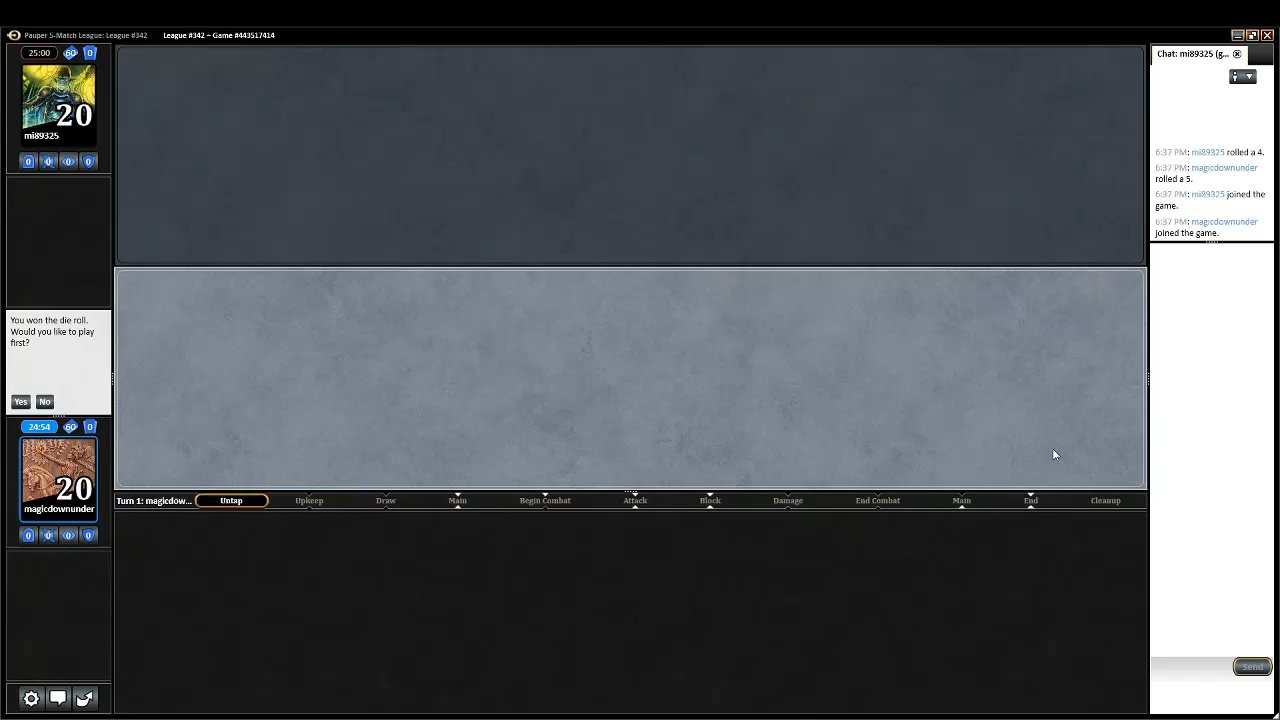 Pauper 5-Match League: League #342 League #342 – Game #443517414
25:00 60 0
20
mi89325
0 0 0 0
Chat: mi89325 (g...
6:37 PM: mi89325 rolled a 4.
6:37 PM: magicdownunder
rolled a 5.
6:37 PM: mi89325 joined the
game.
6:37 PM: magicdownunder
joined the game.
You won the die roll.
Would you like to play
first?
Yes No
24:54 60 0
20
magicdownunder
0 0 0 0
Turn 1: magicdow... Untap Upkeep Draw Main Begin Combat Attack Block Damage End Combat Main End Cleanup
Send